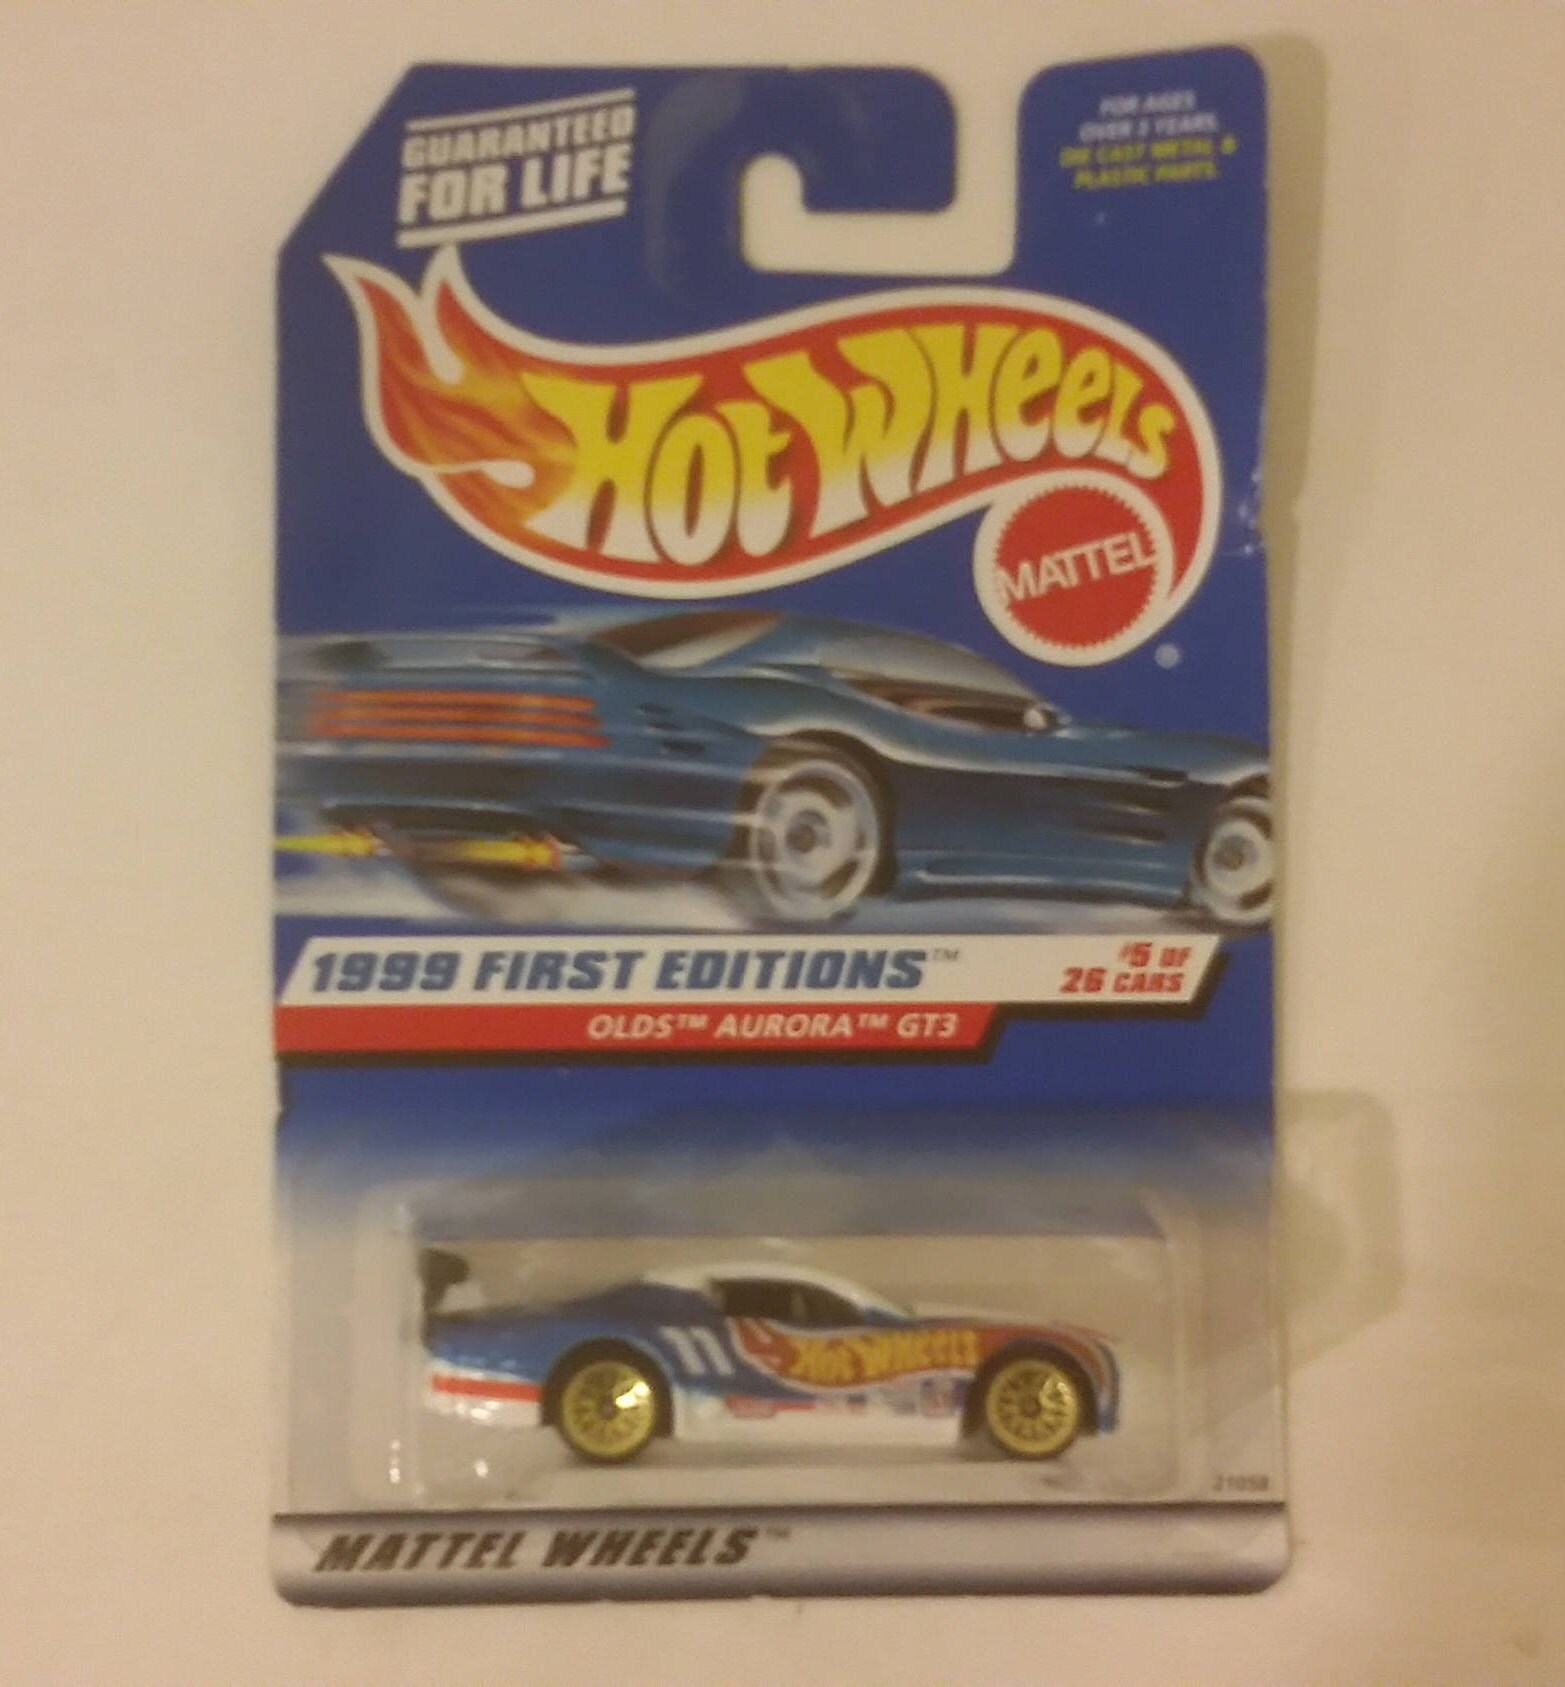 GUARANTEED
FOR LIFE
FOR AGES
OVER 3 YEARS.
DIE CAST METAL &
PLASTIC PARTS.
HOT WHEELS
MATTEL
®
1999 FIRST EDITIONS™
#5 OF
26 CARS
OLDS™ AURORA™ GT3
11
HOT WHEELS
21058
MATTEL WHEELS™